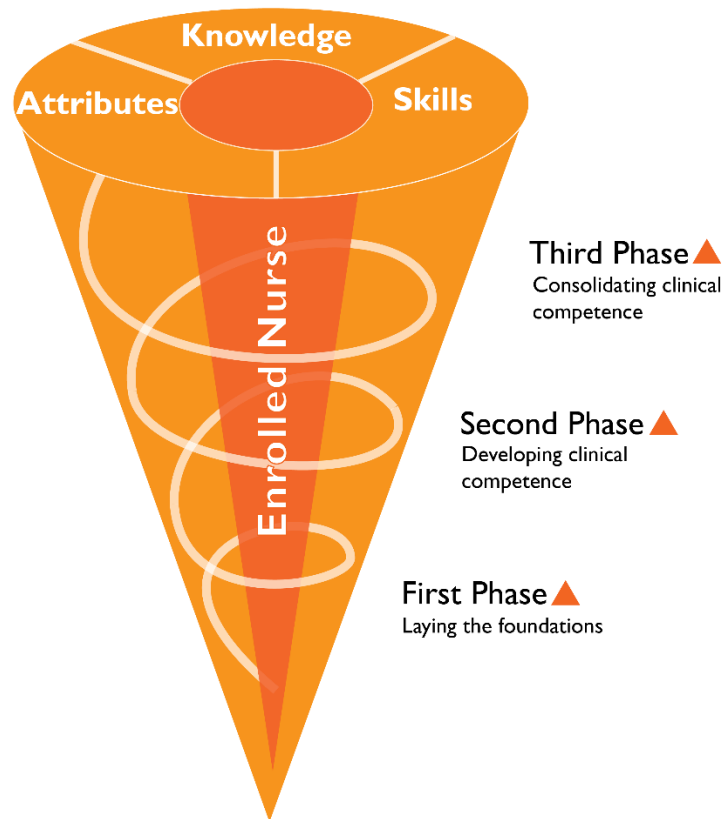 Knowledge
Attributes
Skills
Enrolled Nurse
Third Phase
Consolidating clinical
competence
Second Phase
Developing clinical
competence
First Phase
Laying the foundations